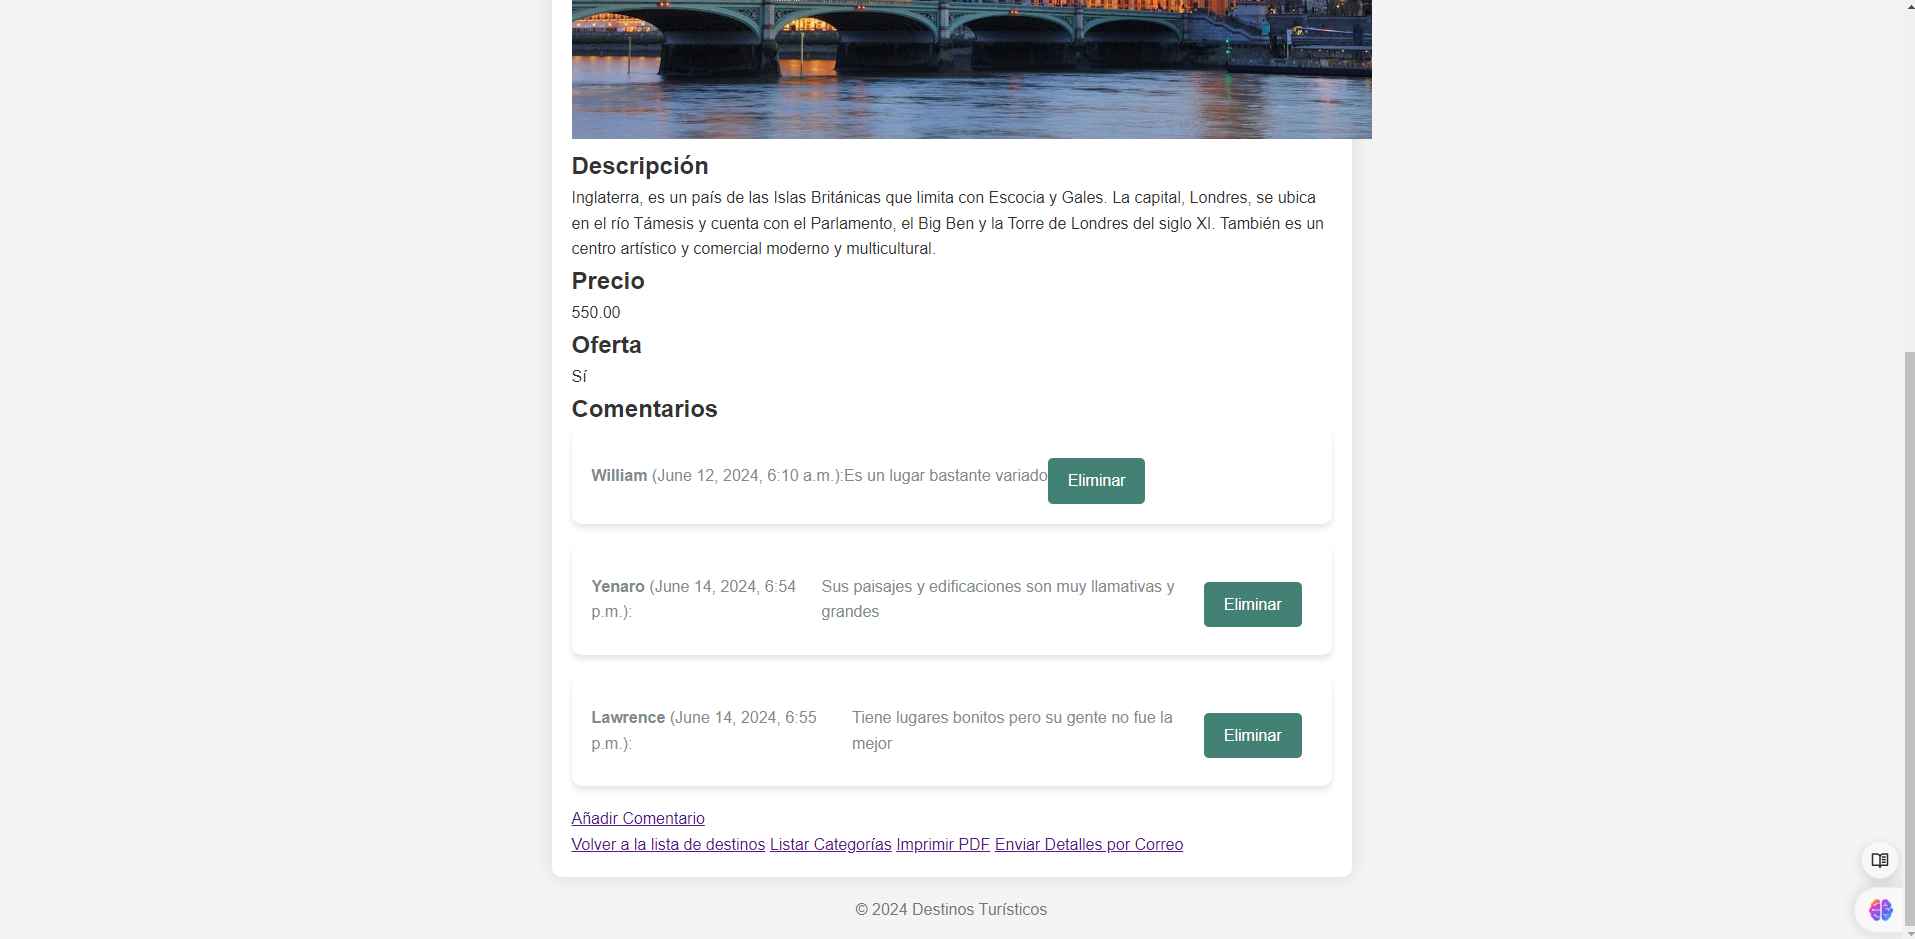 Descripción
Inglaterra, es un país de las Islas Británicas que limita con Escocia y Gales. La capital, Londres, se ubica
en el río Támesis y cuenta con el Parlamento, el Big Ben y la Torre de Londres del siglo XI. También es un
centro artístico y comercial moderno y multicultural.
Precio
550.00
Oferta
Sí
Comentarios
William (June 12, 2024, 6:10 a.m.):Es un lugar bastante variado Eliminar
Yenaro (June 14, 2024, 6:54
p.m.):
Sus paisajes y edificaciones son muy llamativas y
grandes
Eliminar
Lawrence (June 14, 2024, 6:55
p.m.):
Tiene lugares bonitos pero su gente no fue la
mejor
Eliminar
Añadir Comentario
Volver a la lista de destinos Listar Categorías Imprimir PDF Enviar Detalles por Correo
© 2024 Destinos Turísticos